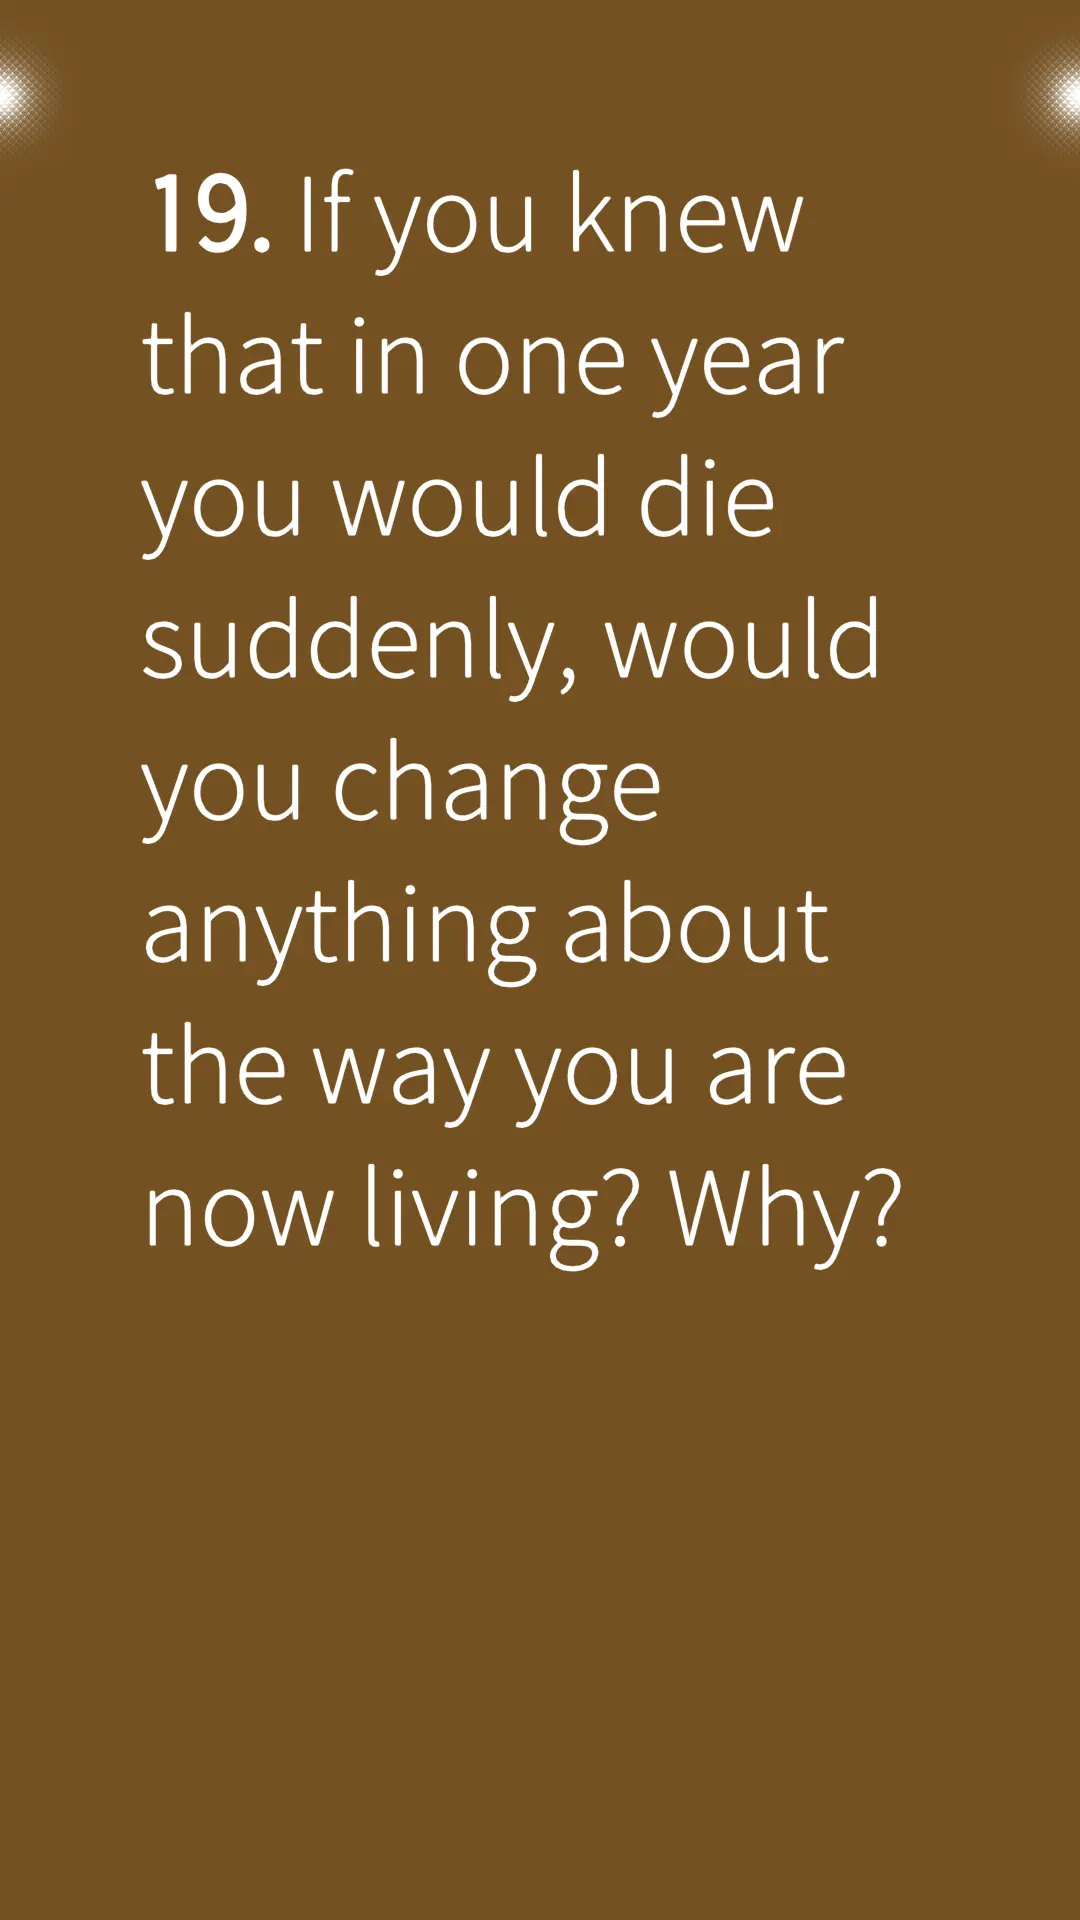 19. If you knew
that in one year
you would die
suddenly, would
you change
anything about
the way you are
now living? Why?